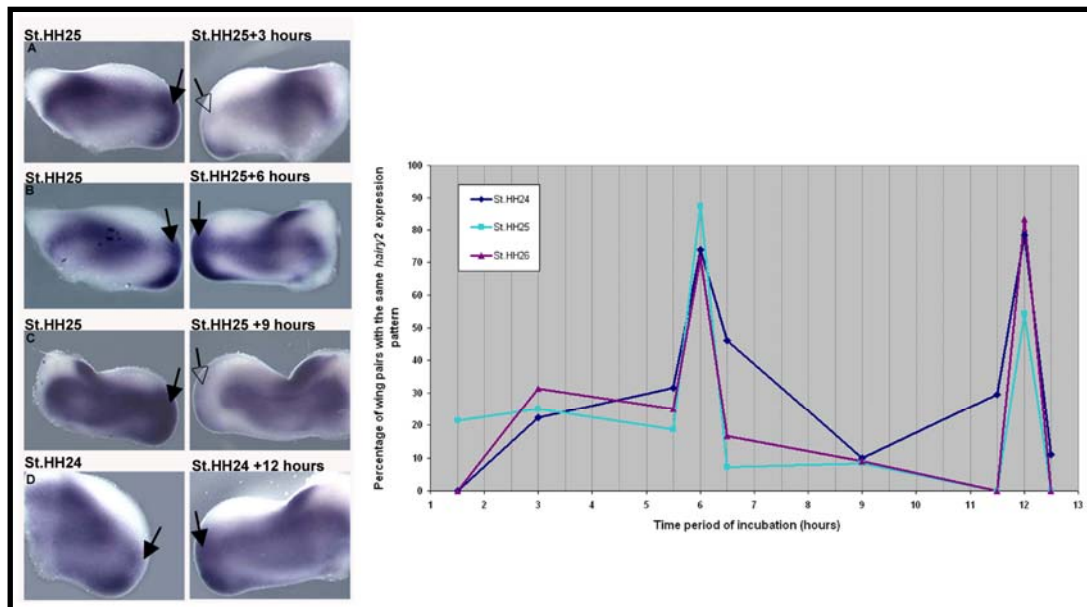 St.HH25 St.HH25+3 hours
A
St.HH25 St.HH25+6 hours
B
St.HH25 St.HH25 +9 hours
C
St.HH24 St.HH24 +12 hours
D
Percentage of wing pairs with the same hairy2 expression
pattern
100
90
80
70
60
50
40
30
20
10
0
St.HH24
St.HH25
St.HH26
1 2 3 4 5 6 7 8 9 10 11 12 13
Time period of incubation (hours)